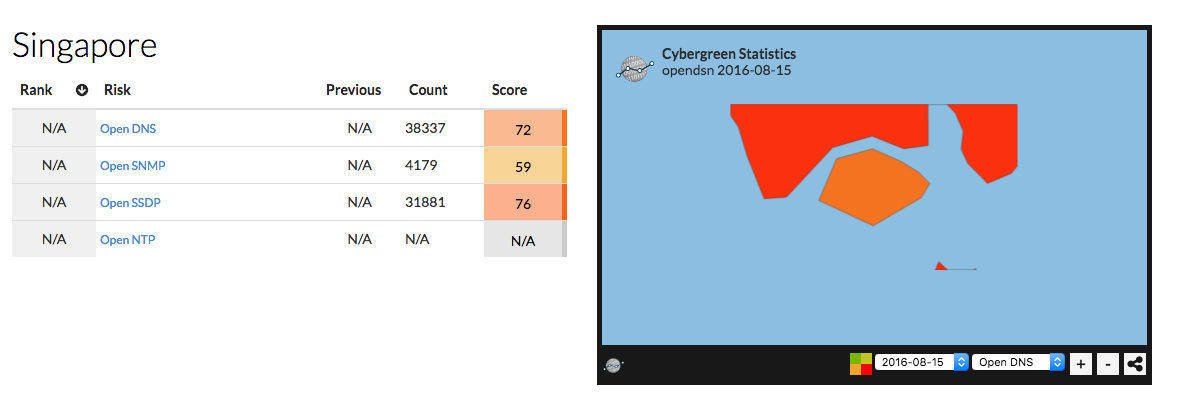 Singapore
Rank Risk Previous Count Score
N/A Open DNS N/A 38337 72
N/A Open SNMP N/A 4179 59
N/A Open SSDP N/A 31881 76
N/A Open NTP N/A N/A N/A
Cybergreen Statistics
opendsn 2016-08-15
2016-08-15 Open DNS + -